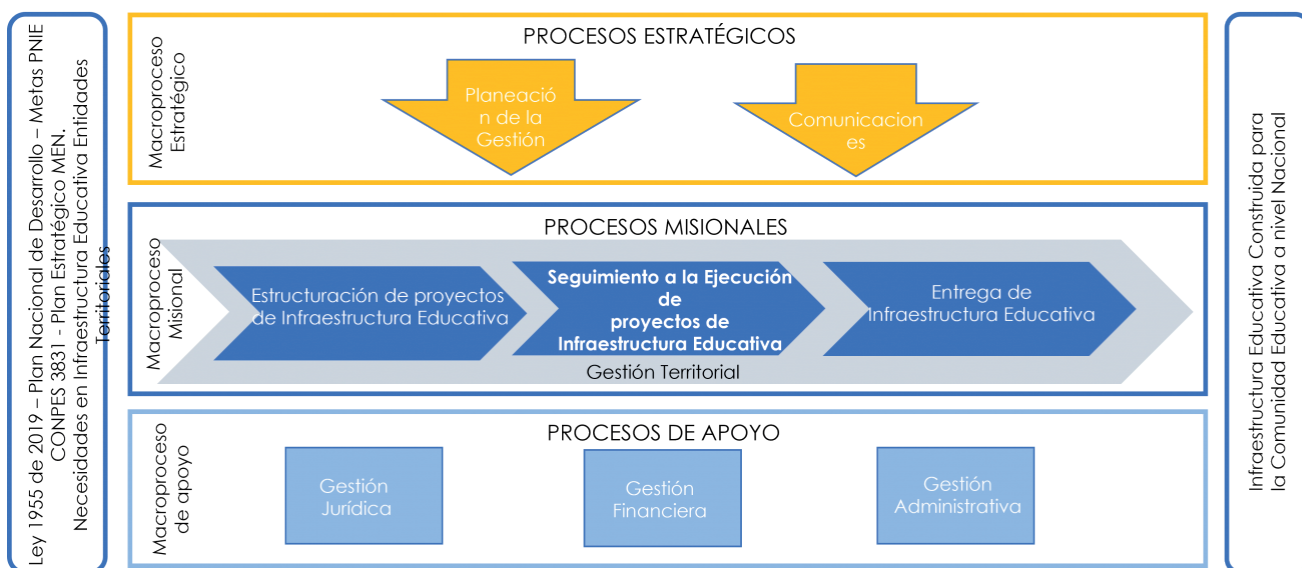 Ley 1955 de 2019 – Plan Nacional de Desarrollo – Metas PNIE
CONPES 3831 - Plan Estratégico MEN.
Necesidades en Infraestructura Educativa Entidades
Territoriales
Macroproceso
Estratégico
PROCESOS ESTRATÉGICOS
Planeació
n de la
Gestión
Comunicacion
es
Macroproceso
Misional
PROCESOS MISIONALES
Estructuración de proyectos
de Infraestructura Educativa
Seguimiento a la Ejecución
de
proyectos de
Infraestructura Educativa
Entrega de
Infraestructura Educativa
Gestión Territorial
Macroproceso
de apoyo
PROCESOS DE APOYO
Gestión
Jurídica
Gestión
Financiera
Gestión
Administrativa
Infraestructura Educativa Construida para
la Comunidad Educativa a nivel Nacional